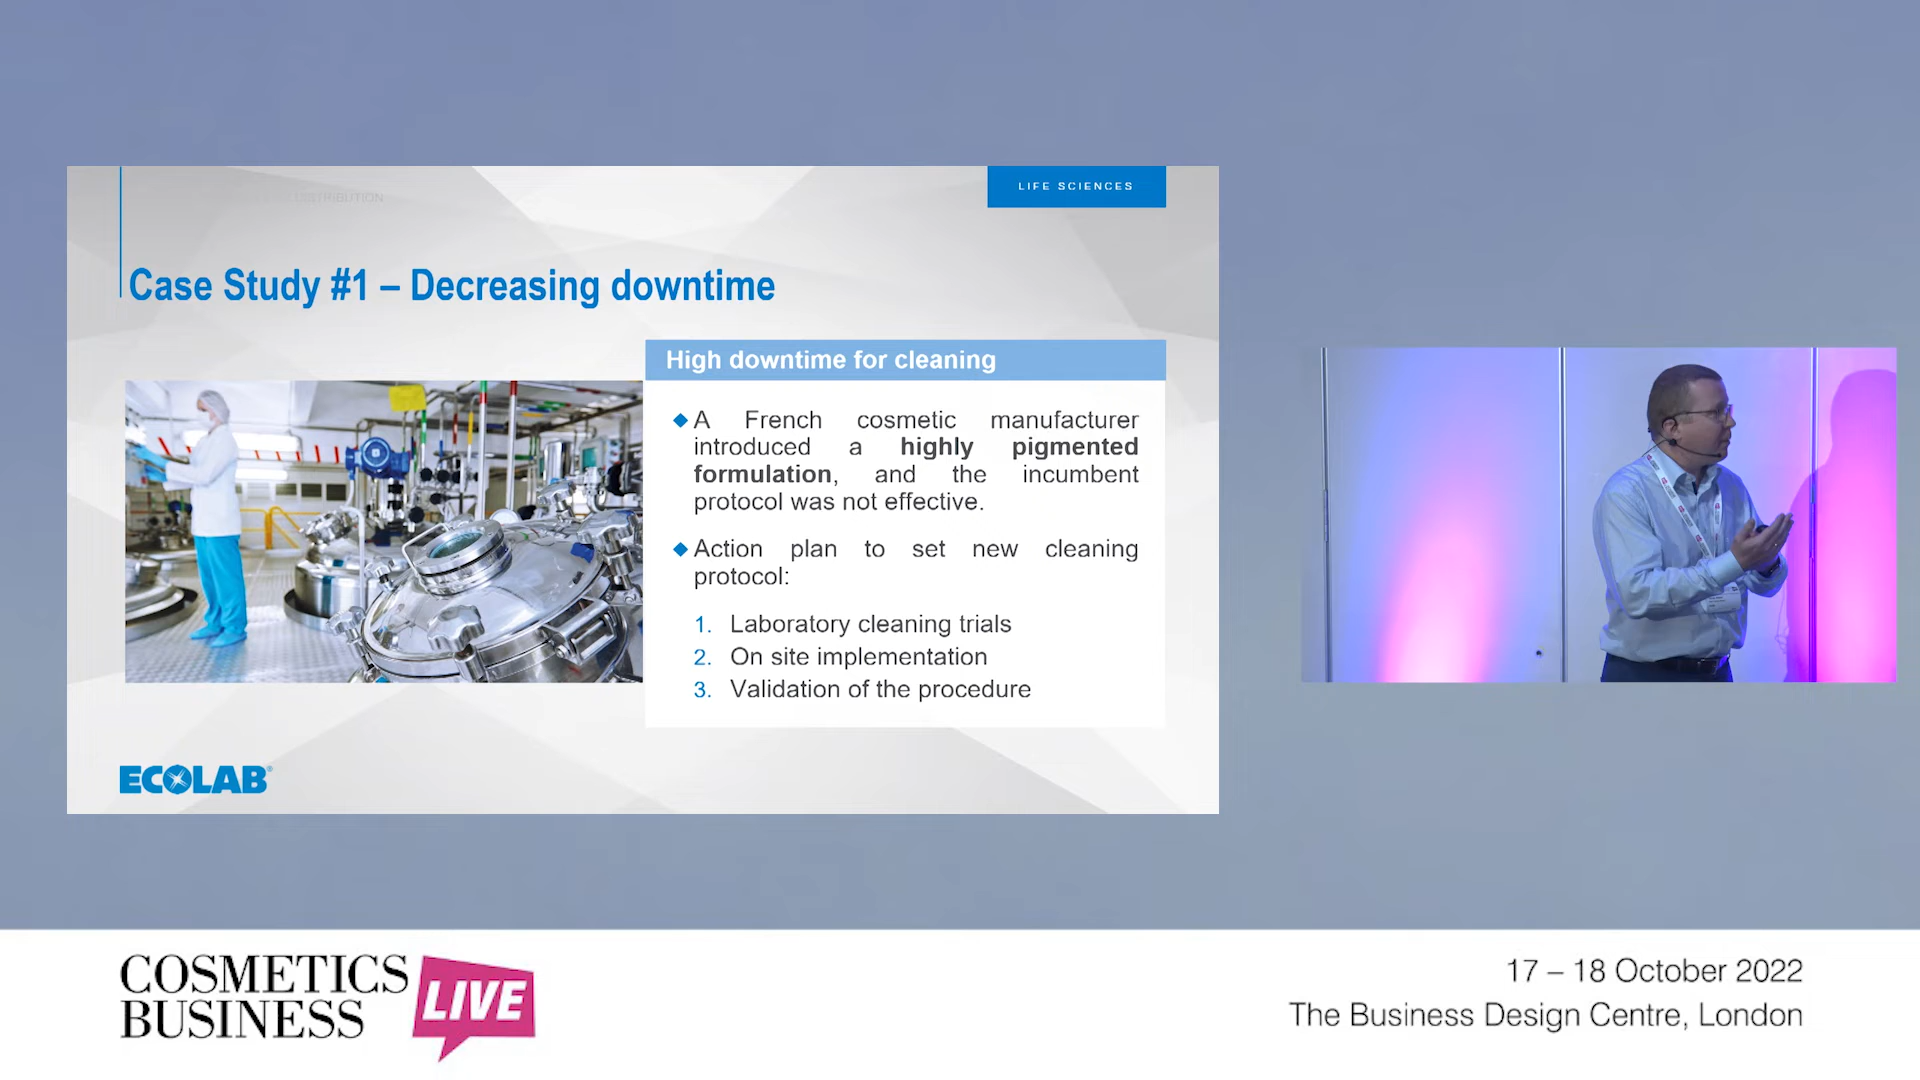 LIFE SCIENCES
Case Study #1 – Decreasing downtime
High downtime for cleaning
A French cosmetic manufacturer
introduced a highly pigmented
formulation, and the incumbent
protocol was not effective.
Action plan to set new cleaning
protocol:
1. Laboratory cleaning trials
2. On site implementation
3. Validation of the procedure
ECOLAB®
COSMETICS
BUSINESS
LIVE
17 – 18 October 2022
The Business Design Centre, London